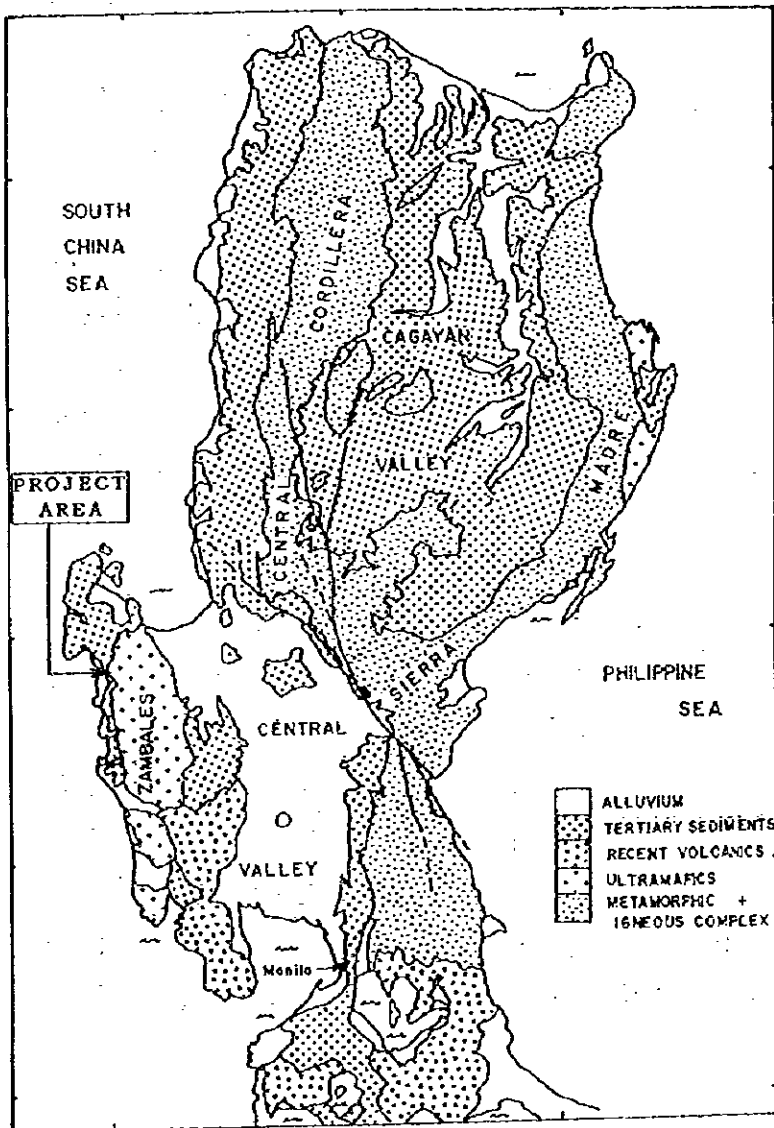 SOUTH
CHINA
SEA
CORDILLERA
CAGAYAN
VALLEY
MADRE
PROJECT
AREA
CENTRAL
SIERRA
PHILIPPINE
SEA
ZAMBALES
CENTRAL
VALLEY
Manila
ALLUVIUM
TERTIARY SEDIMENTS
RECENT VOLCANICS
ULTRAMAFICS
METAMORPHIC +
IGNEOUS COMPLEX